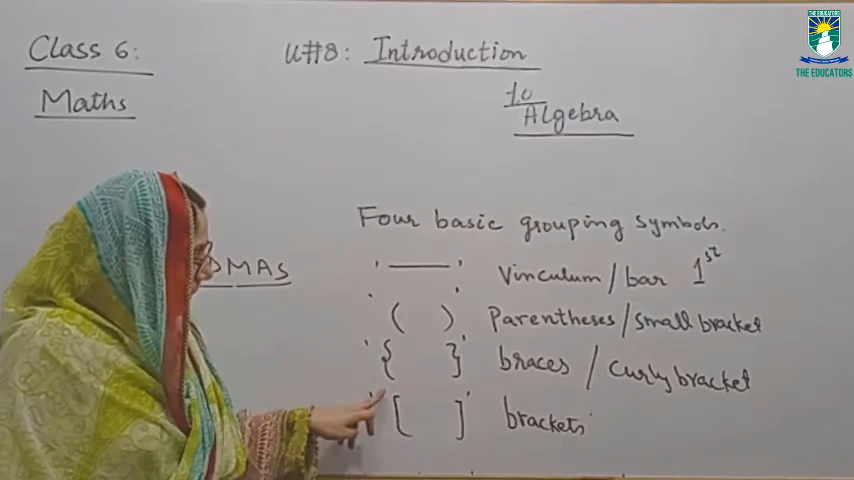 Class 6:
Maths
U#8: Introduction
to
Algebra
Four basic grouping symbols.
DMAS
' —— ' Vinculum / bar 1st
' ( ) ' Parentheses / small bracket
' { } ' braces / curly bracket
' [ ] ' brackets
THE EDUCATORS
THE EDUCATORS